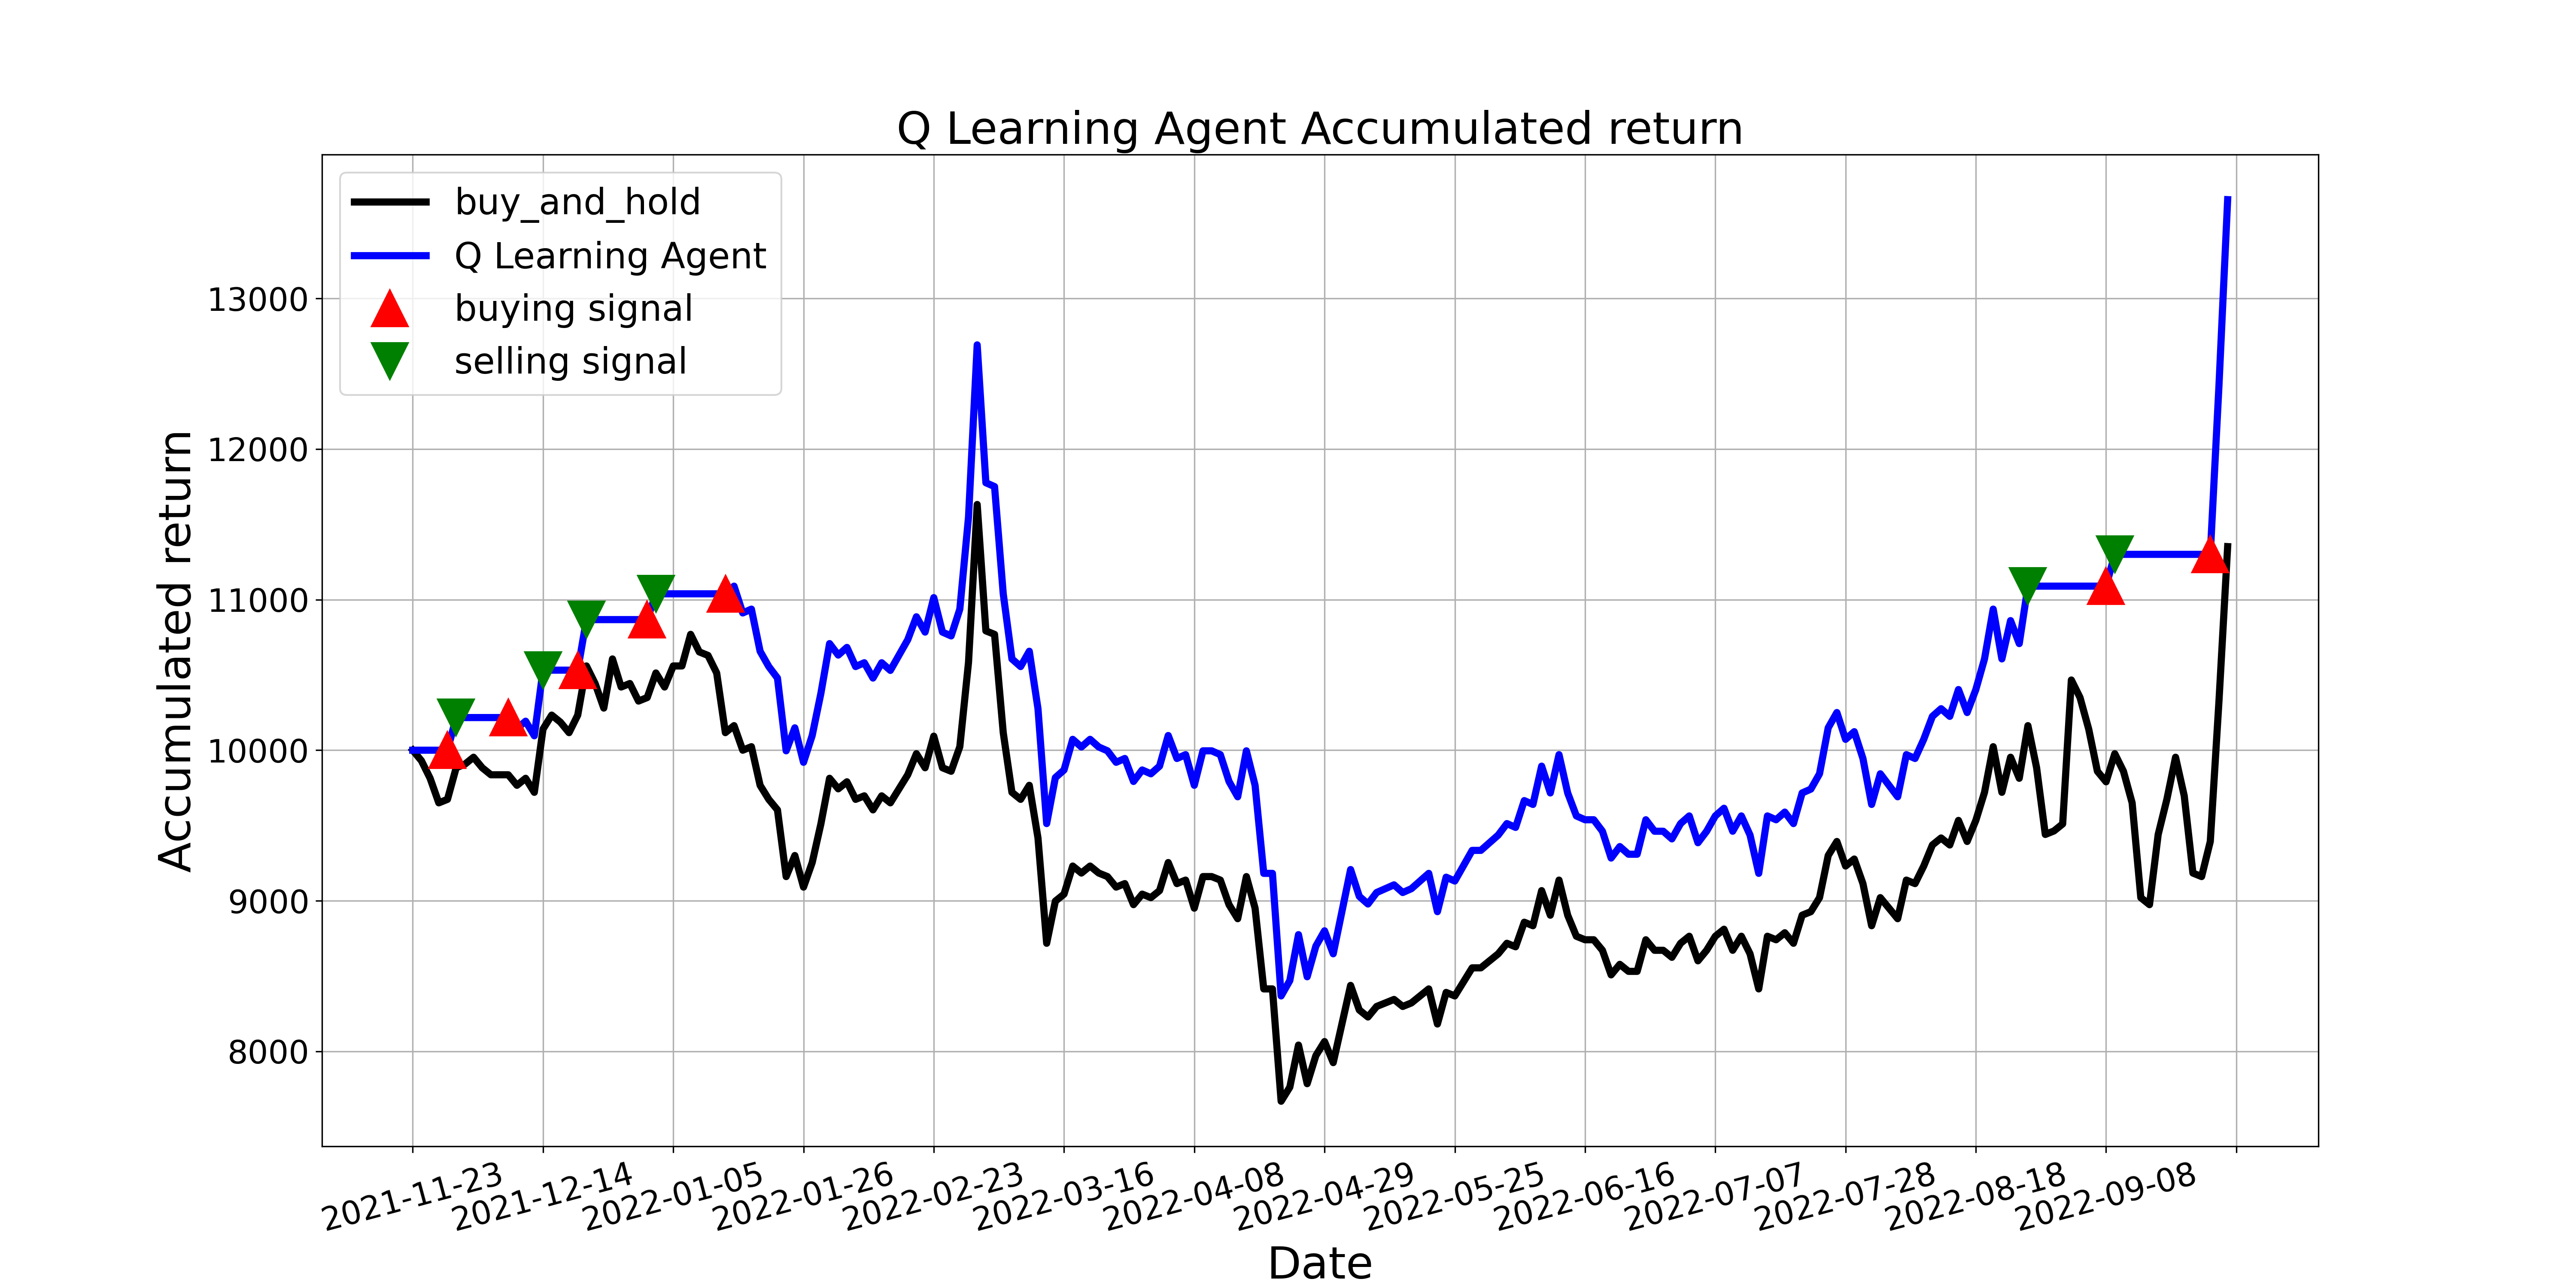 Q Learning Agent Accumulated return
buy_and_hold
Q Learning Agent
buying signal
selling signal
Accumulated return
13000
12000
11000
10000
9000
8000
2021-11-23
2021-12-14
2022-01-05
2022-01-26
2022-02-23
2022-03-16
2022-04-08
2022-04-29
2022-05-25
2022-06-16
2022-07-07
2022-07-28
2022-08-18
2022-09-08
Date